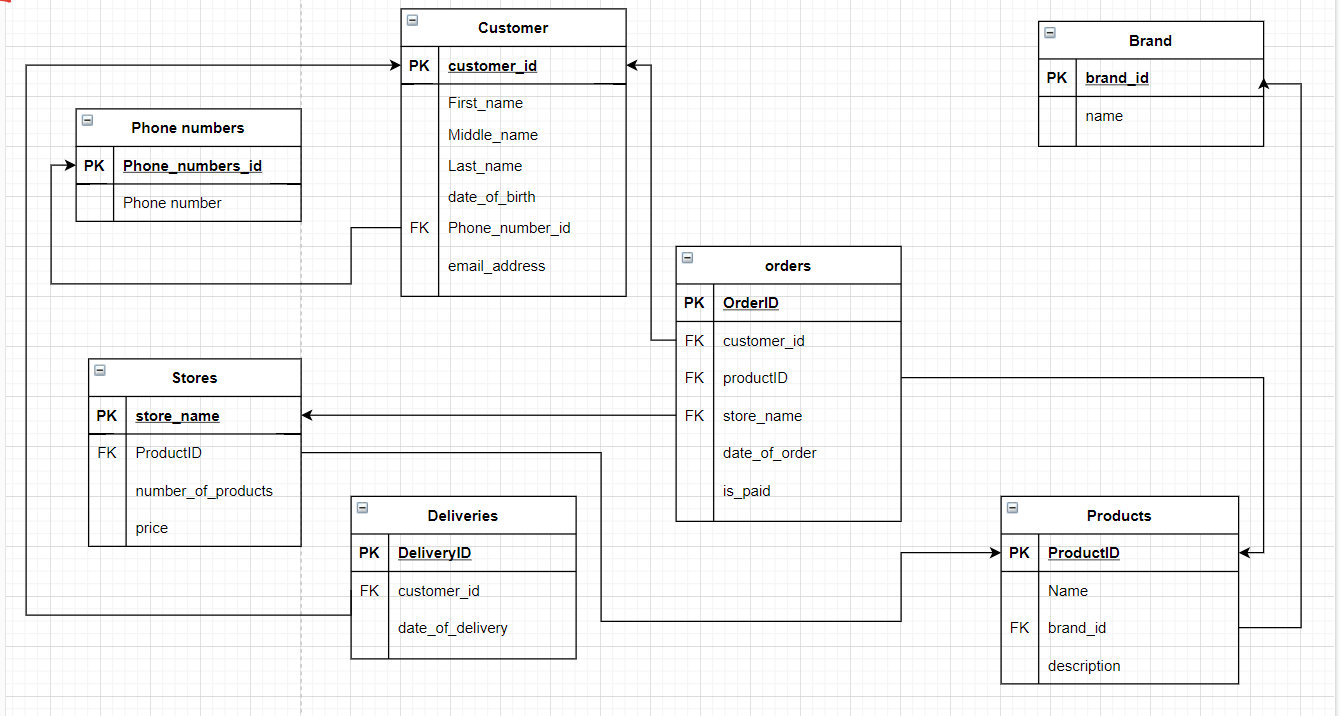 Customer
PK customer_id
First_name
Middle_name
Last_name
date_of_birth
FK Phone_number_id
email_address
Brand
PK brand_id
name
Phone numbers
PK Phone_numbers_id
Phone number
orders
PK OrderID
FK customer_id
FK productID
FK store_name
date_of_order
is_paid
Stores
PK store_name
FK ProductID
number_of_products
price
Deliveries
PK DeliveryID
FK customer_id
date_of_delivery
Products
PK ProductID
Name
FK brand_id
description